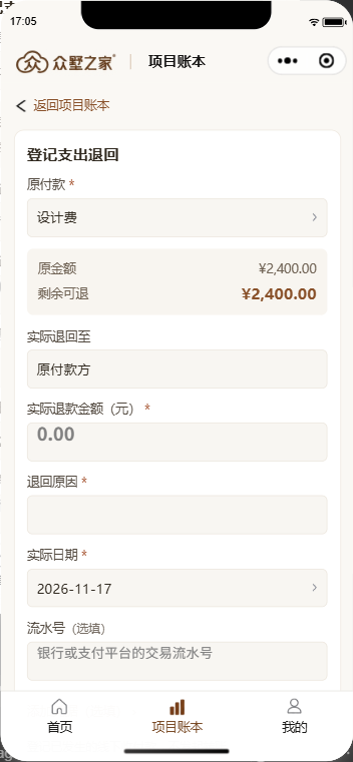 17:05
众墅之家 项目账本
返回项目账本
登记支出退回
原付款 *
设计费
原金额 ¥2,400.00
剩余可退 ¥2,400.00
实际退回至
原付款方
实际退款金额（元） *
0.00
退回原因 *
实际日期 *
2026-11-17
流水号（选填）
银行或支付平台的交易流水号
首页 项目账本 我的